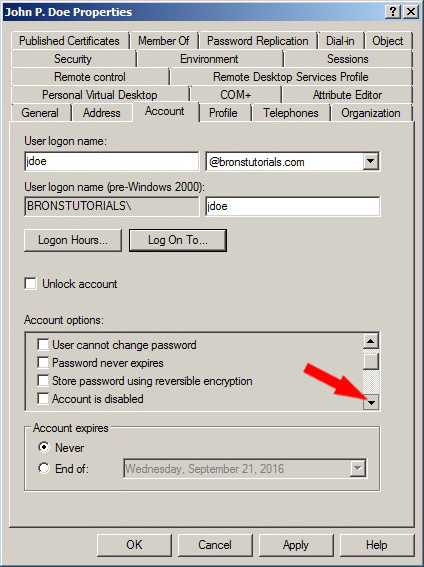 John P. Doe Properties
Published Certificates Member Of Password Replication Dial-in Object
Security Environment Sessions
Remote control Remote Desktop Services Profile
Personal Virtual Desktop COM+ Attribute Editor
General Address Account Profile Telephones Organization
User logon name:
jdoe @bronstutorials.com
User logon name (pre-Windows 2000):
BRONSTUTORIALS\ jdoe
Logon Hours... Log On To...
Unlock account
Account options:
User cannot change password
Password never expires
Store password using reversible encryption
Account is disabled
Account expires
Never
End of: Wednesday, September 21, 2016
OK Cancel Apply Help